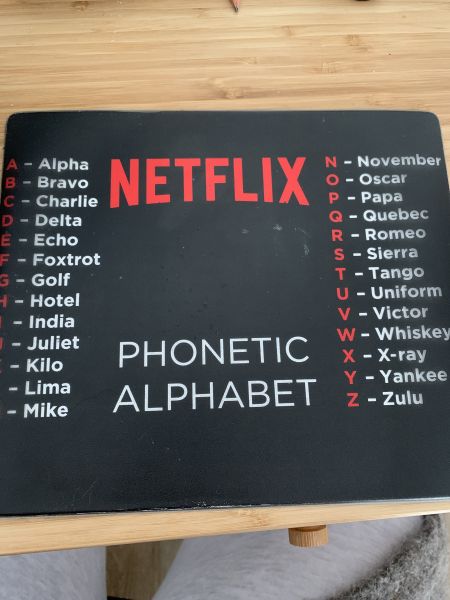 NETFLIX
PHONETIC
ALPHABET
A – Alpha
B – Bravo
C – Charlie
D – Delta
E – Echo
F – Foxtrot
G – Golf
H – Hotel
– India
J – Juliet
– Kilo
– Lima
– Mike
N – November
O – Oscar
P – Papa
Q – Quebec
R – Romeo
S – Sierra
T – Tango
U – Uniform
V – Victor
W – Whiskey
X – X-ray
Y – Yankee
Z – Zulu